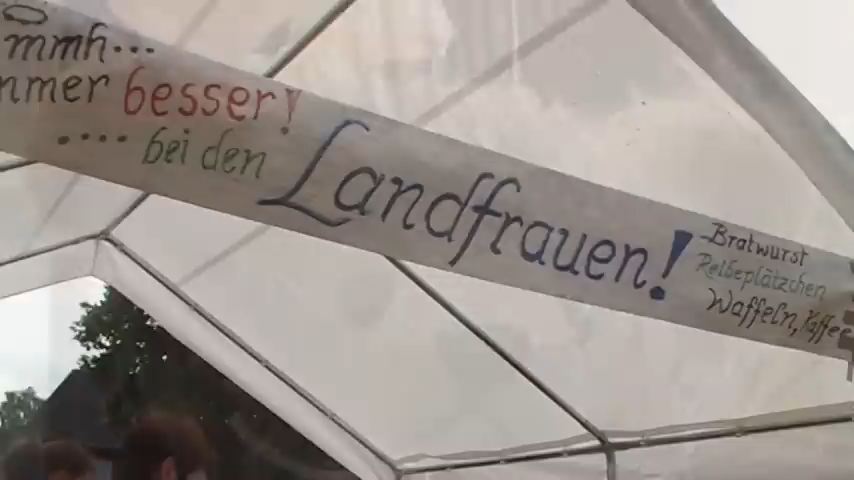 mmh...
mmer besser!
.... bei den Landfrauen!
Bratwurst
Reibeplätzchen
Waffeln, Kaffee